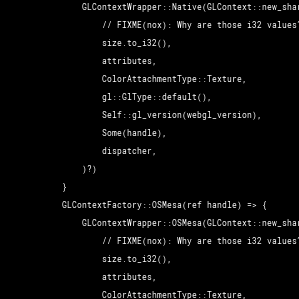 GLContextWrapper::Native(GLContext::new_sha
// FIXME(nox): Why are those i32 values?
size.to_i32(),
attributes,
ColorAttachmentType::Texture,
gl::GlType::default(),
Self::gl_version(webgl_version),
Some(handle),
dispatcher,
)?)
}
GLContextFactory::OSMesa(ref handle) => {
GLContextWrapper::OSMesa(GLContext::new_sha
// FIXME(nox): Why are those i32 values?
size.to_i32(),
attributes,
ColorAttachmentType::Texture,